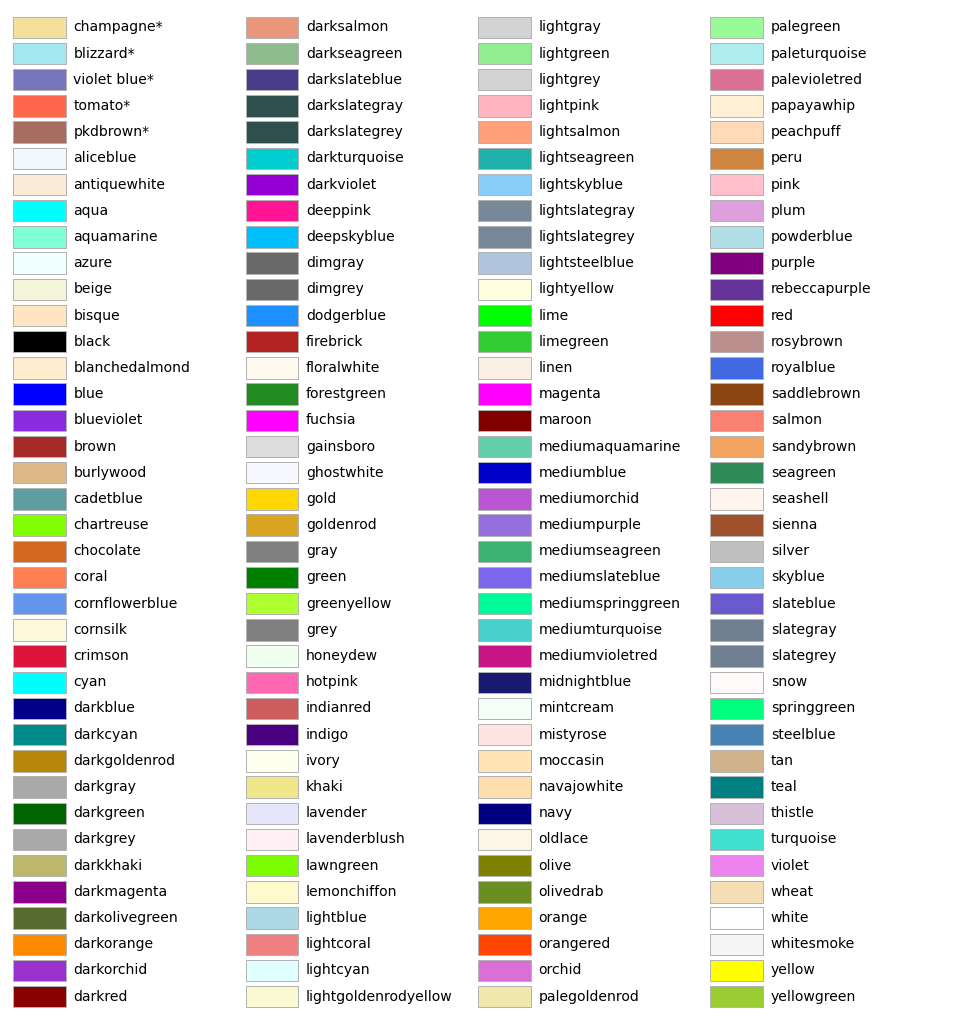 champagne*
blizzard*
violet blue*
tomato*
pkdbrown*
aliceblue
antiquewhite
aqua
aquamarine
azure
beige
bisque
black
blanchedalmond
blue
blueviolet
brown
burlywood
cadetblue
chartreuse
chocolate
coral
cornflowerblue
cornsilk
crimson
cyan
darkblue
darkcyan
darkgoldenrod
darkgray
darkgreen
darkgrey
darkkhaki
darkmagenta
darkolivegreen
darkorange
darkorchid
darkred
darksalmon
darkseagreen
darkslateblue
darkslategray
darkslategrey
darkturquoise
darkviolet
deeppink
deepskyblue
dimgray
dimgrey
dodgerblue
firebrick
floralwhite
forestgreen
fuchsia
gainsboro
ghostwhite
gold
goldenrod
gray
green
greenyellow
grey
honeydew
hotpink
indianred
indigo
ivory
khaki
lavender
lavenderblush
lawngreen
lemonchiffon
lightblue
lightcoral
lightcyan
lightgoldenrodyellow
lightgray
lightgreen
lightgrey
lightpink
lightsalmon
lightseagreen
lightskyblue
lightslategray
lightslategrey
lightsteelblue
lightyellow
lime
limegreen
linen
magenta
maroon
mediumaquamarine
mediumblue
mediumorchid
mediumpurple
mediumseagreen
mediumslateblue
mediumspringgreen
mediumturquoise
mediumvioletred
midnightblue
mintcream
mistyrose
moccasin
navajowhite
navy
oldlace
olive
olivedrab
orange
orangered
orchid
palegoldenrod
palegreen
paleturquoise
palevioletred
papayawhip
peachpuff
peru
pink
plum
powderblue
purple
rebeccapurple
red
rosybrown
royalblue
saddlebrown
salmon
sandybrown
seagreen
seashell
sienna
silver
skyblue
slateblue
slategray
slategrey
snow
springgreen
steelblue
tan
teal
thistle
turquoise
violet
wheat
white
whitesmoke
yellow
yellowgreen